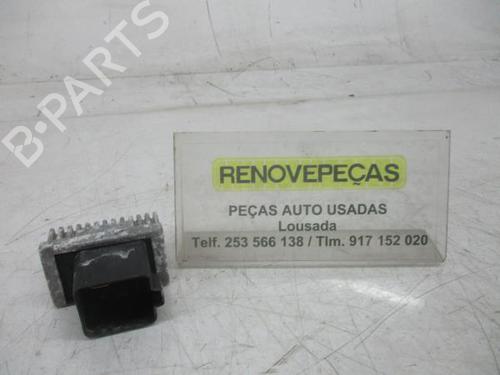 B-PARTS
RENOVEPEÇAS
PEÇAS AUTO USADAS
Lousada
Telf. 253 566 138 / Tlm. 917 152 020